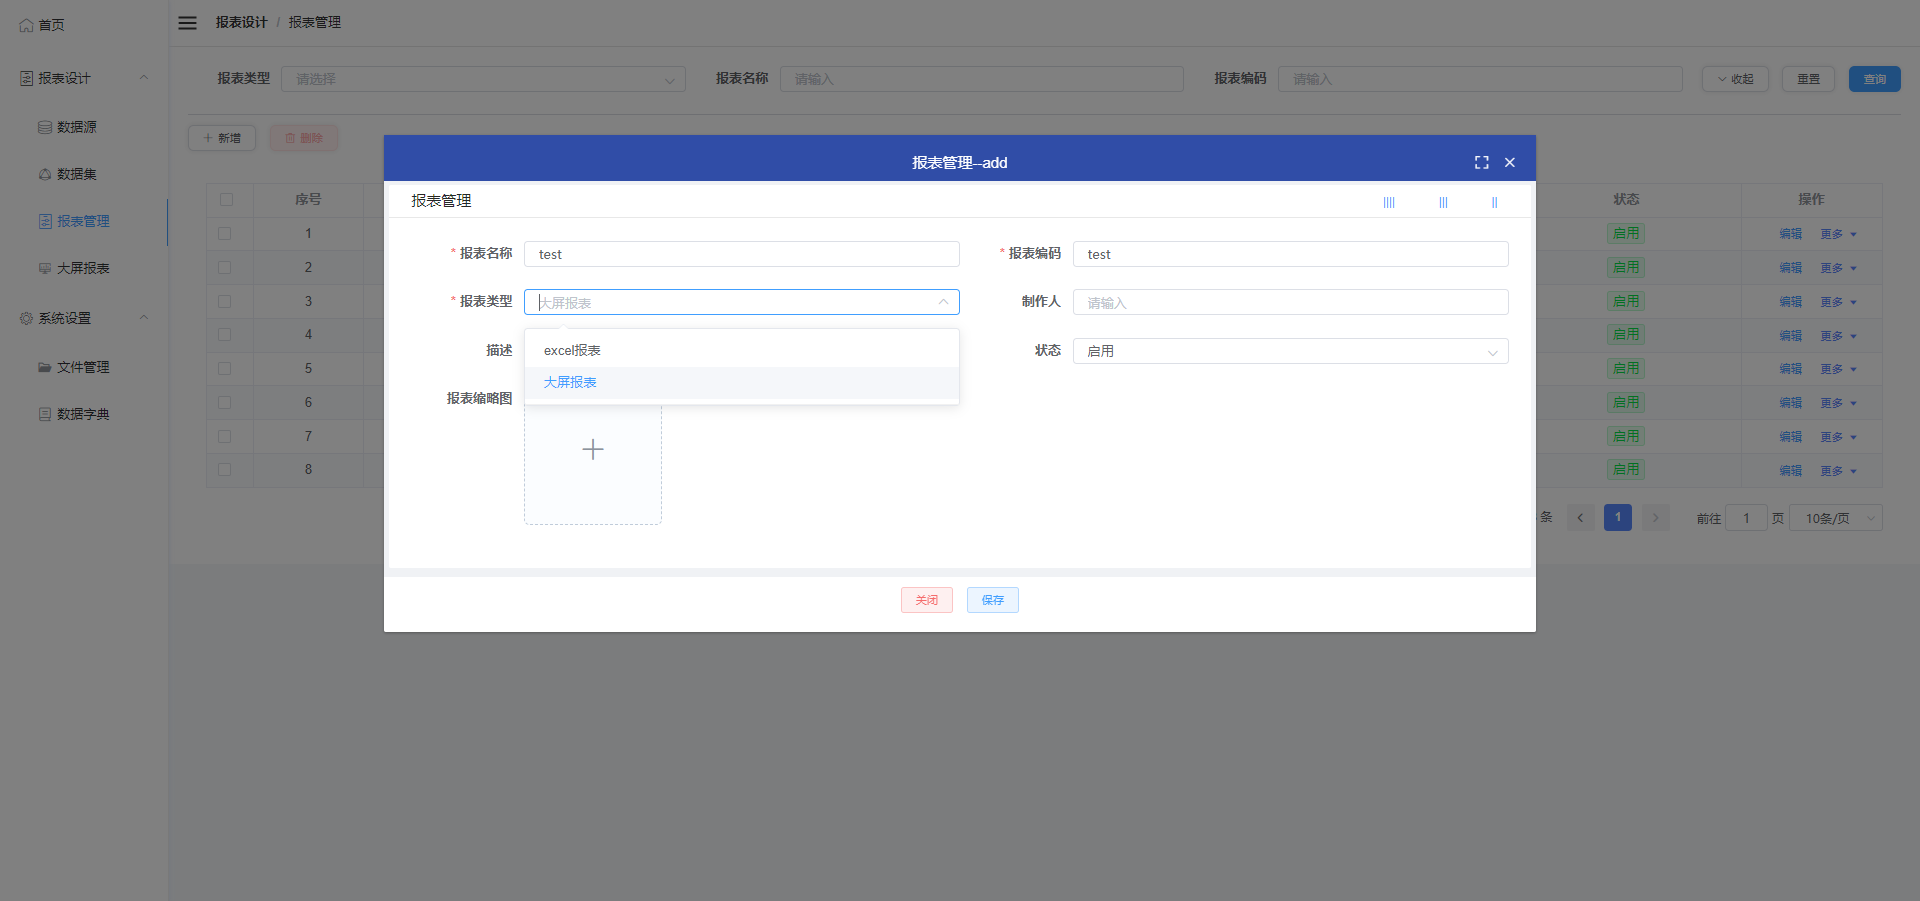 首页
报表设计
数据源
数据集
报表管理
大屏报表
系统设置
文件管理
数据字典
报表设计 / 报表管理
报表类型 请选择 报表名称 请输入 报表编码 请输入 收起 重置 查询
新增 删除
序号 状态 操作
1 启用 编辑 更多
2 启用 编辑 更多
3 启用 编辑 更多
4 启用 编辑 更多
5 启用 编辑 更多
6 启用 编辑 更多
7 启用 编辑 更多
8 启用 编辑 更多
条 1 前往 1 页 10条/页
报表管理--add
报表管理
* 报表名称 test * 报表编码 test
* 报表类型 大屏报表 制作人 请输入
描述 状态 启用
excel报表
大屏报表
报表缩略图
关闭 保存